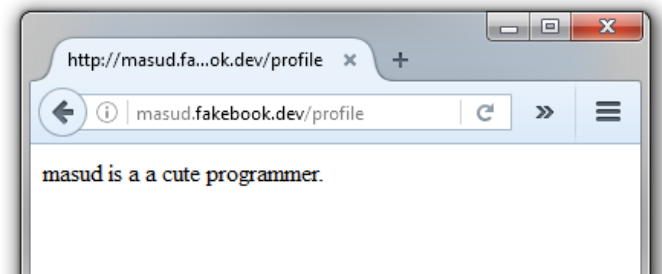 http://masud.fa...ok.dev/profile
masud.fakebook.dev/profile
masud is a a cute programmer.